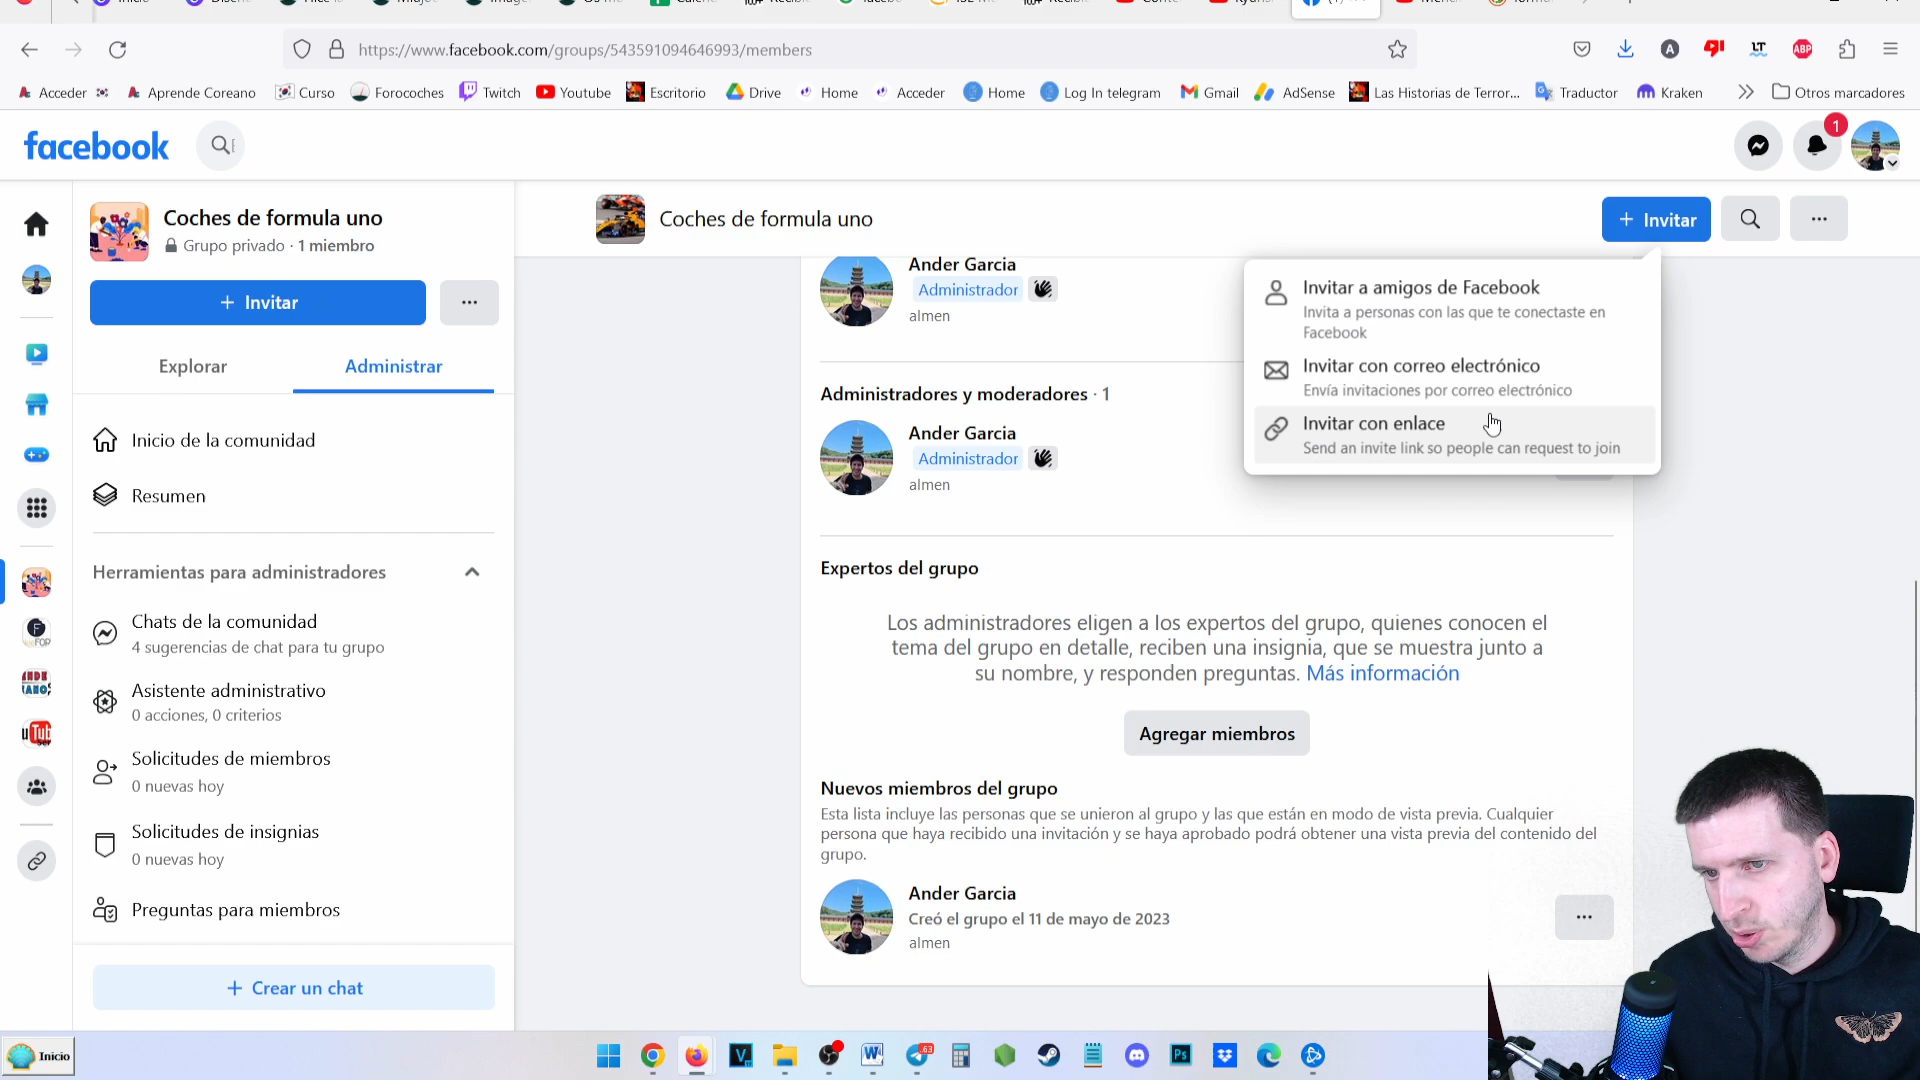 https://www.facebook.com/groups/543591094646993/members
Acceder
Aprende Coreano
Curso
Forocoches
Twitch
Youtube
Escritorio
Drive
Home
Acceder
Home
Log In telegram
Gmail
AdSense
Las Historias de Terror...
Traductor
Kraken
Otros marcadores
facebook
1
Coches de formula uno
Grupo privado · 1 miembro
+ Invitar
Explorar
Administrar
Inicio de la comunidad
Resumen
Herramientas para administradores
Chats de la comunidad
4 sugerencias de chat para tu grupo
Asistente administrativo
0 acciones, 0 criterios
Solicitudes de miembros
0 nuevas hoy
Solicitudes de insignias
0 nuevas hoy
Preguntas para miembros
+ Crear un chat
Coches de formula uno
+ Invitar
Invitar a amigos de Facebook
Invita a personas con las que te conectaste en
Facebook
Invitar con correo electrónico
Envía invitaciones por correo electrónico
Invitar con enlace
Send an invite link so people can request to join
Ander Garcia
Administrador
almen
Administradores y moderadores · 1
Ander Garcia
Administrador
almen
Expertos del grupo
Los administradores eligen a los expertos del grupo, quienes conocen el
tema del grupo en detalle, reciben una insignia, que se muestra junto a
su nombre, y responden preguntas. Más información
Agregar miembros
Nuevos miembros del grupo
Esta lista incluye las personas que se unieron al grupo y las que están en modo de vista previa. Cualquier
persona que haya recibido una invitación y se haya aprobado podrá obtener una vista previa del contenido del
grupo.
Ander Garcia
Creó el grupo el 11 de mayo de 2023
almen
Inicio